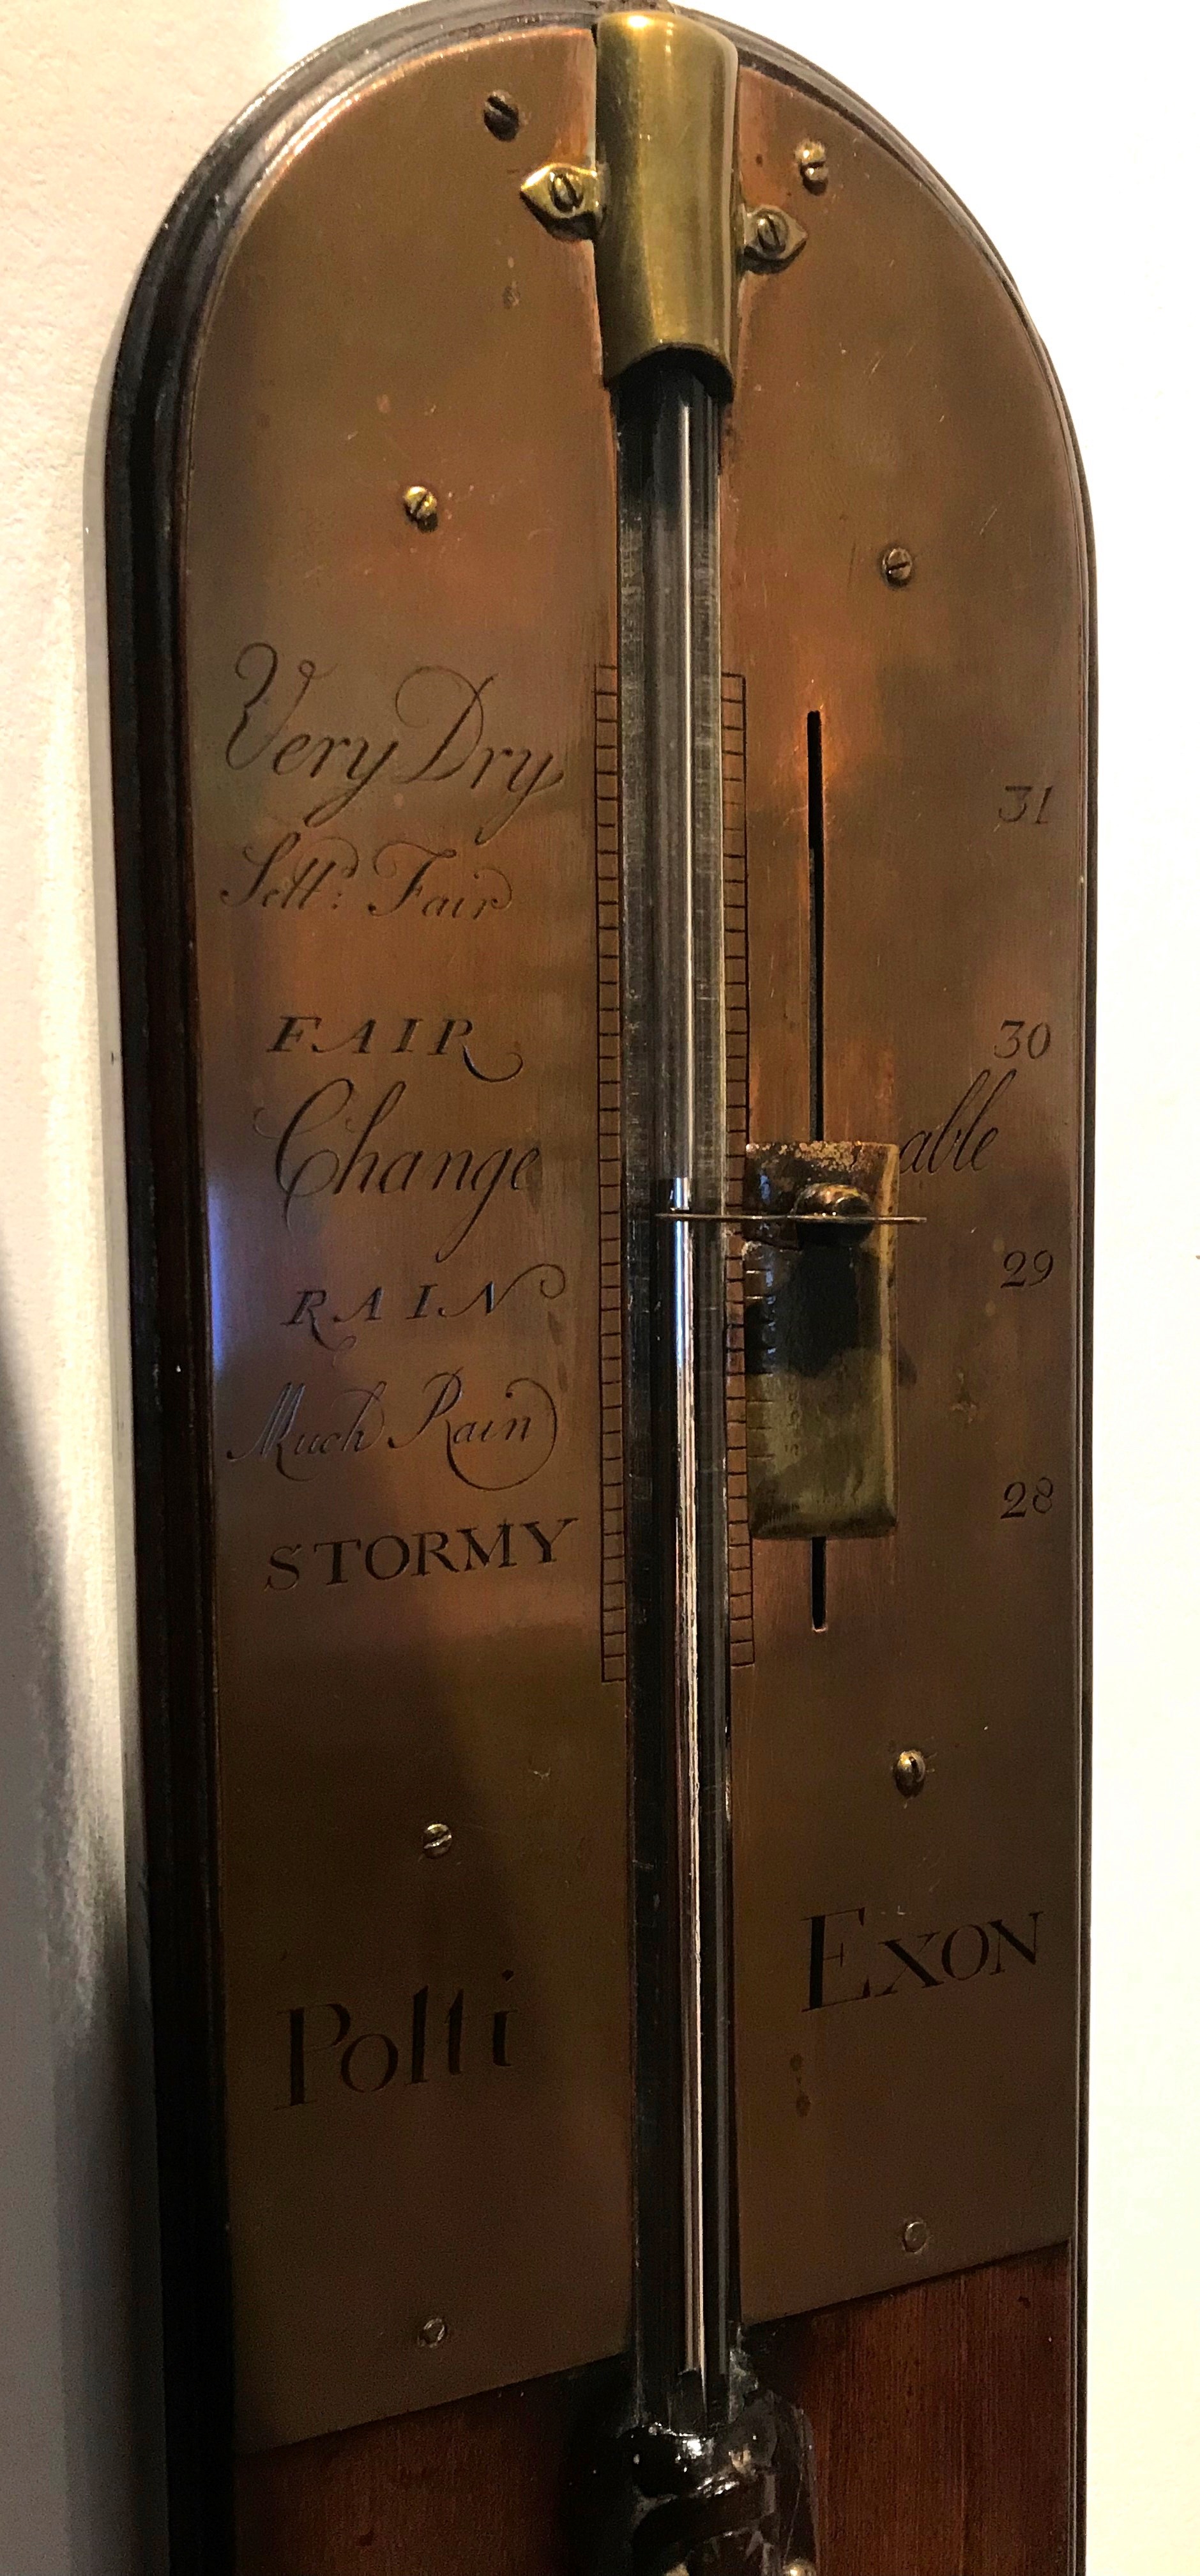 Very Dry
31
Sett.d: Fair
FAIR
30
Change able
RAIN
29
Much Rain
28
STORMY
Polti
EXON